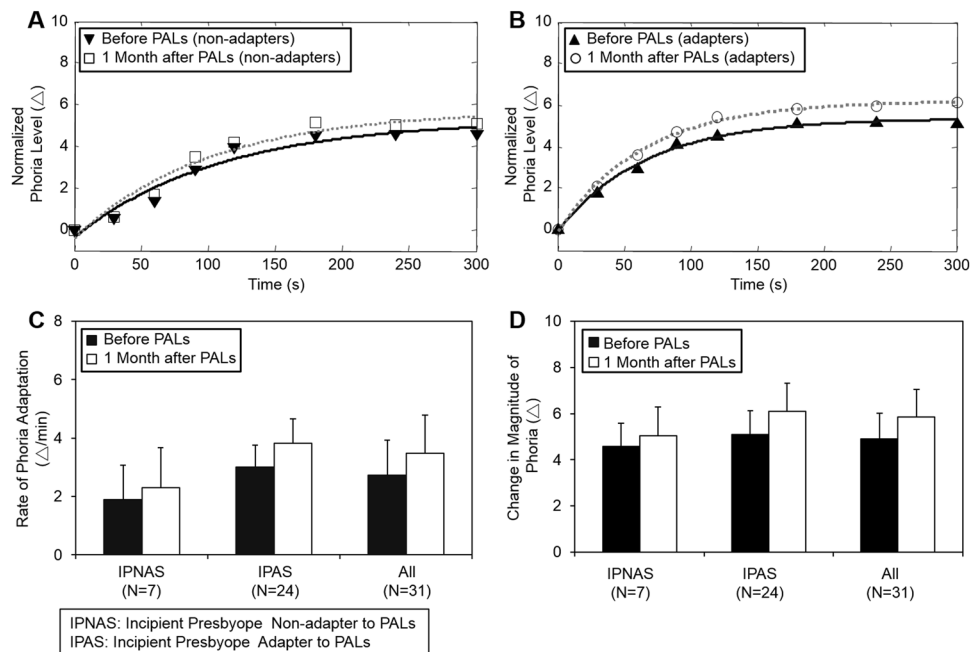 A
▼ Before PALs (non-adapters)
□ 1 Month after PALs (non-adapters)
Normalized
Phoria Level (△)
10
8
6
4
2
0
0 50 100 150 200 250 300
Time (s)
B
▲ Before PALs (adapters)
○ 1 Month after PALs (adapters)
Normalized
Phoria Level (△)
10
8
6
4
2
0
0 50 100 150 200 250 300
Time (s)
C
Before PALs
1 Month after PALs
Rate of Phoria Adaptation
(△/min)
8
6
4
2
0
IPNAS IPAS All
(N=7) (N=24) (N=31)
D
Before PALs
1 Month after PALs
Change in Magnitude of
Phoria (△)
10
8
6
4
2
0
IPNAS IPAS All
(N=7) (N=24) (N=31)
IPNAS: Incipient Presbyope Non-adapter to PALs
IPAS: Incipient Presbyope Adapter to PALs